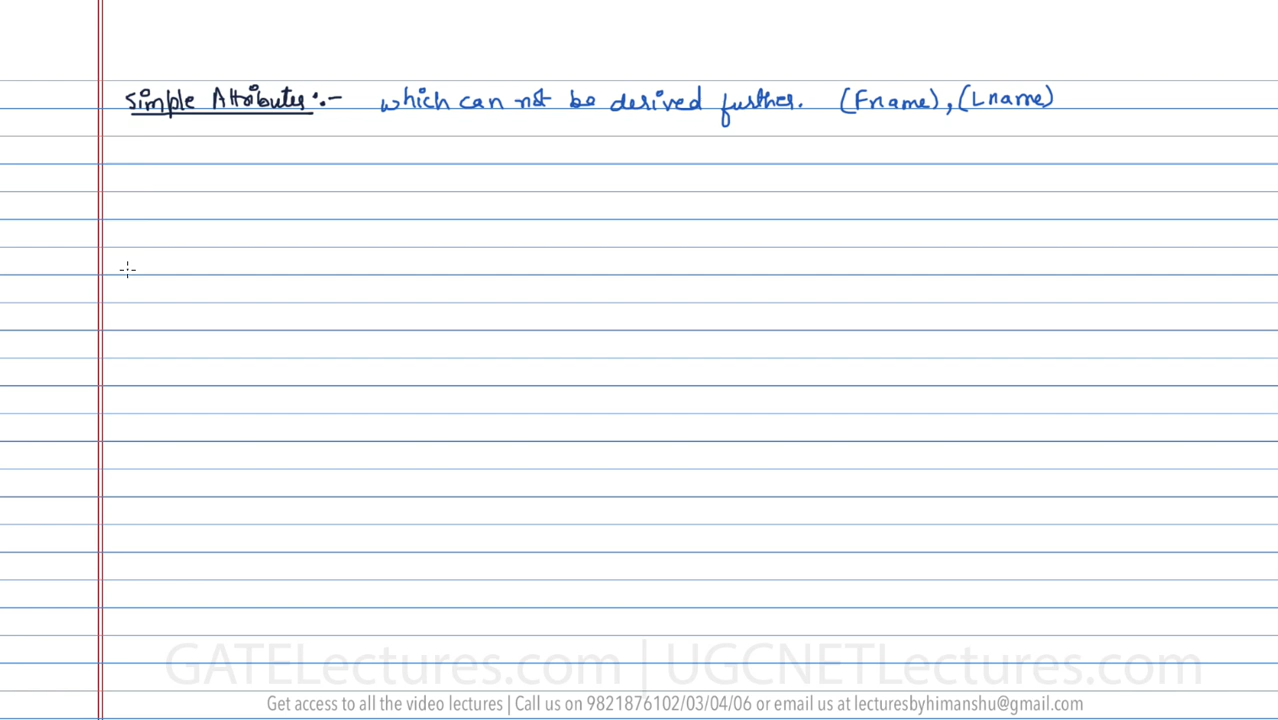 Simple Attributes :- which can not be derived further. (Fname), (Lname)
GATELectures.com | UGCNETLectures.com
Get access to all the video lectures | Call us on 9821876102/03/04/06 or email us at lecturesbyhimanshu@gmail.com